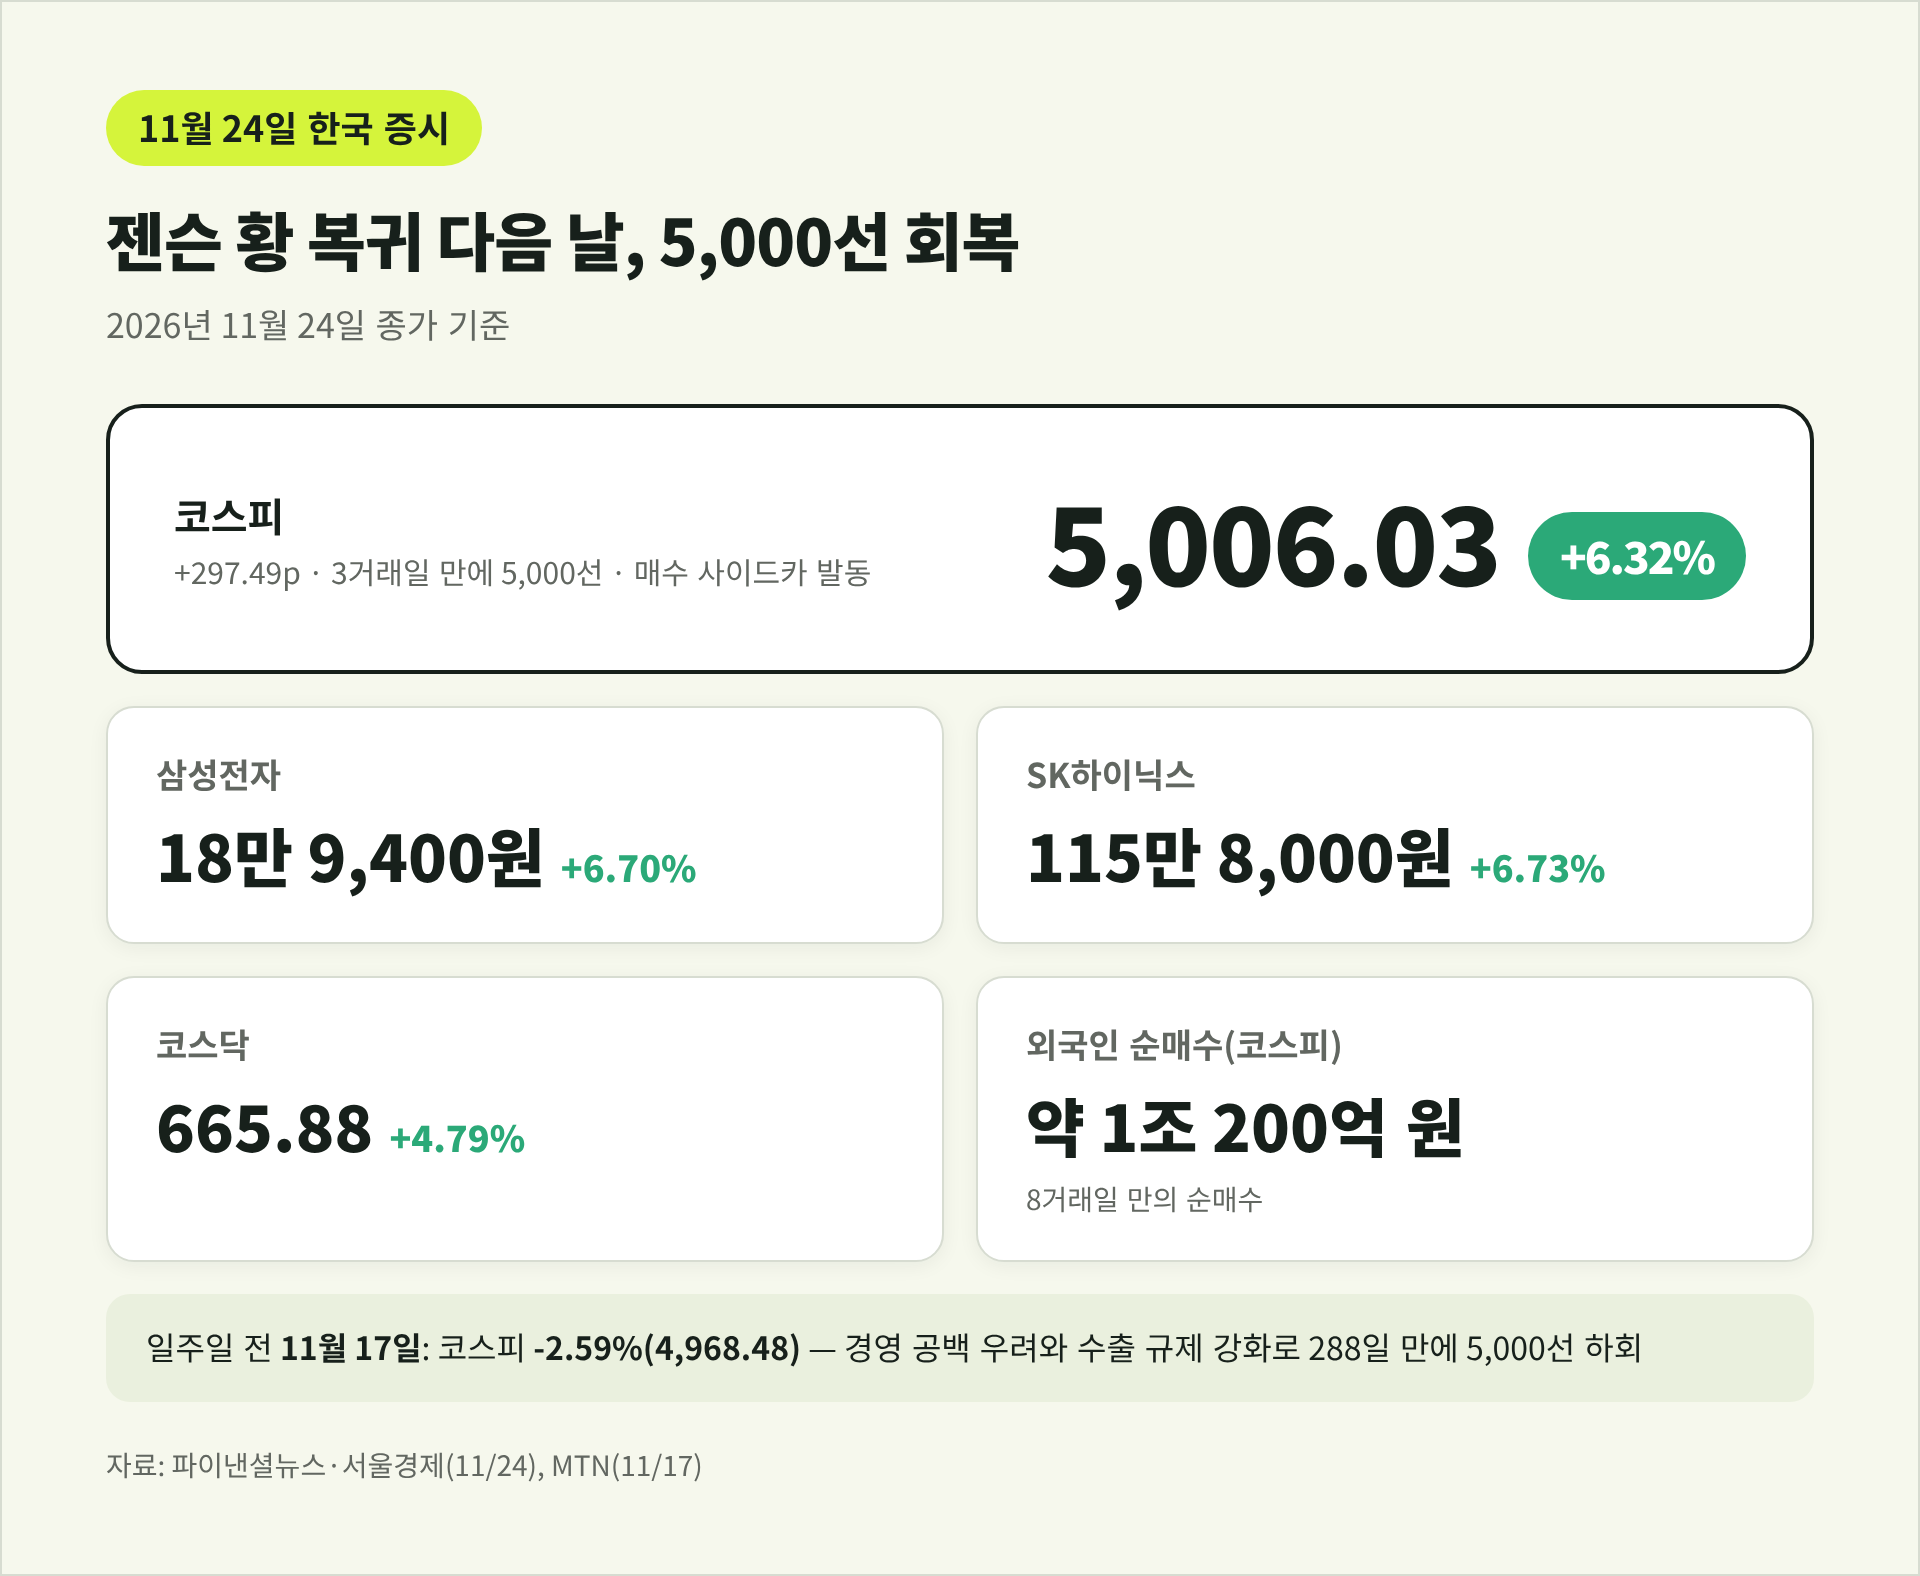 11월 24일 한국 증시
젠슨 황 복귀 다음 날, 5,000선 회복
2026년 11월 24일 종가 기준
코스피
+297.49p · 3거래일 만에 5,000선 · 매수 사이드카 발동
5,006.03 +6.32%
삼성전자
18만 9,400원 +6.70%
SK하이닉스
115만 8,000원 +6.73%
코스닥
665.88 +4.79%
외국인 순매수(코스피)
약 1조 200억 원
8거래일 만의 순매수
일주일 전 11월 17일: 코스피 -2.59%(4,968.48) — 경영 공백 우려와 수출 규제 강화로 288일 만에 5,000선 하회
자료: 파이낸셜뉴스·서울경제(11/24), MTN(11/17)